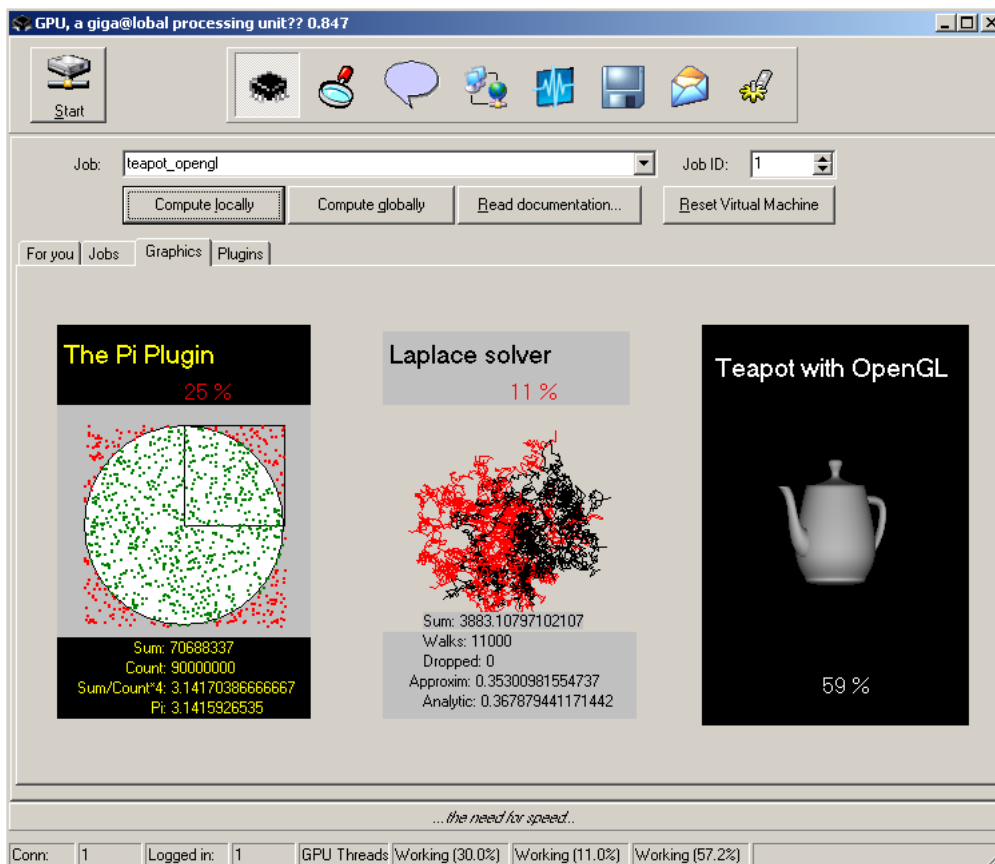 GPU, a giga@lobal processing unit?? 0.847
Start
Job: teapot_opengl Job ID: 1
Compute locally Compute globally Read documentation... Reset Virtual Machine
For you Jobs Graphics Plugins
The Pi Plugin
25 %
Sum: 70688337
Count: 90000000
Sum/Count*4: 3.14170386666667
Pi: 3.1415926535
Laplace solver
11 %
Sum: 3883.10797102107
Walks: 11000
Dropped: 0
Approxim: 0.35300981554737
Analytic: 0.367879441171442
Teapot with OpenGL
59 %
...the need for speed...
Conn: 1 Logged in: 1 GPU Threads Working (30.0%) Working (11.0%) Working (57.2%)